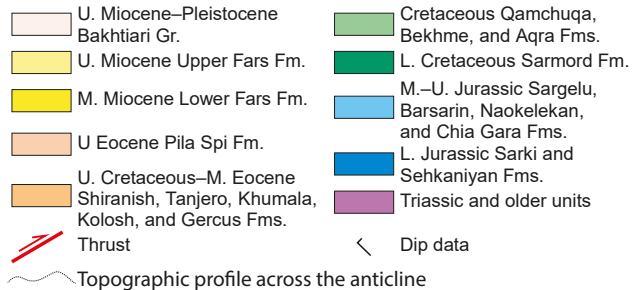 U. Miocene–Pleistocene
Bakhtiari Gr.
U. Miocene Upper Fars Fm.
M. Miocene Lower Fars Fm.
U Eocene Pila Spi Fm.
U. Cretaceous–M. Eocene
Shiranish, Tanjero, Khumala,
Kolosh, and Gercus Fms.
Thrust
Cretaceous Qamchuqa,
Bekhme, and Aqra Fms.
L. Cretaceous Sarmord Fm.
M.–U. Jurassic Sargelu,
Barsarin, Naokelekan,
and Chia Gara Fms.
L. Jurassic Sarki and
Sehkaniyan Fms.
Triassic and older units
Dip data
Topographic profile across the anticline